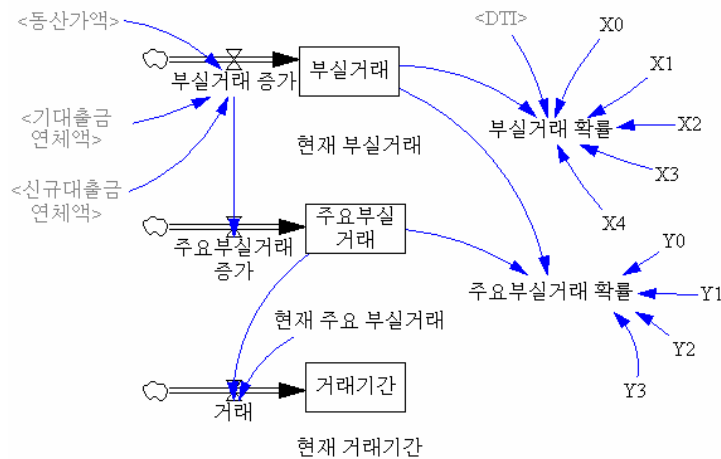 <동산가액>
부실거래 증가
부실거래
<기대출금
연체액>
현재 부실거래
<신규대출금
연체액>
<DTI>
X0
X1
X2
X3
X4
부실거래 확률
주요부실거래
증가
주요부실
거래
Y0
Y1
Y2
Y3
주요부실거래 확률
현재 주요 부실거래
거래
거래기간
현재 거래기간